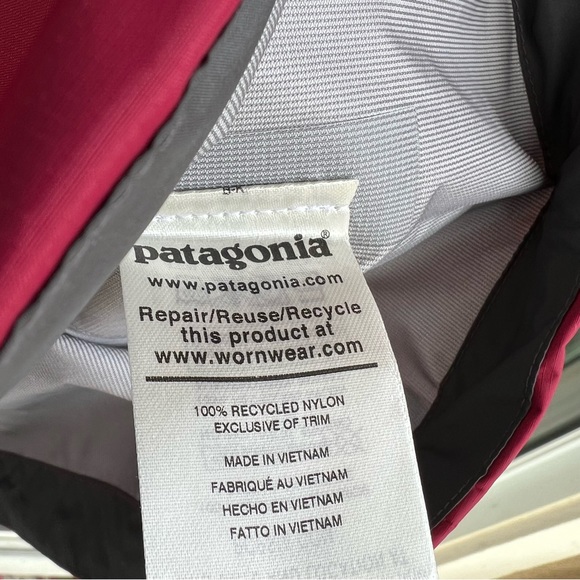 patagonia®
www.patagonia.com
Repair/Reuse/Recycle
this product at
www.wornwear.com
100% RECYCLED NYLON
EXCLUSIVE OF TRIM
MADE IN VIETNAM
FABRIQUÉ AU VIETNAM
HECHO EN VIETNAM
FATTO IN VIETNAM